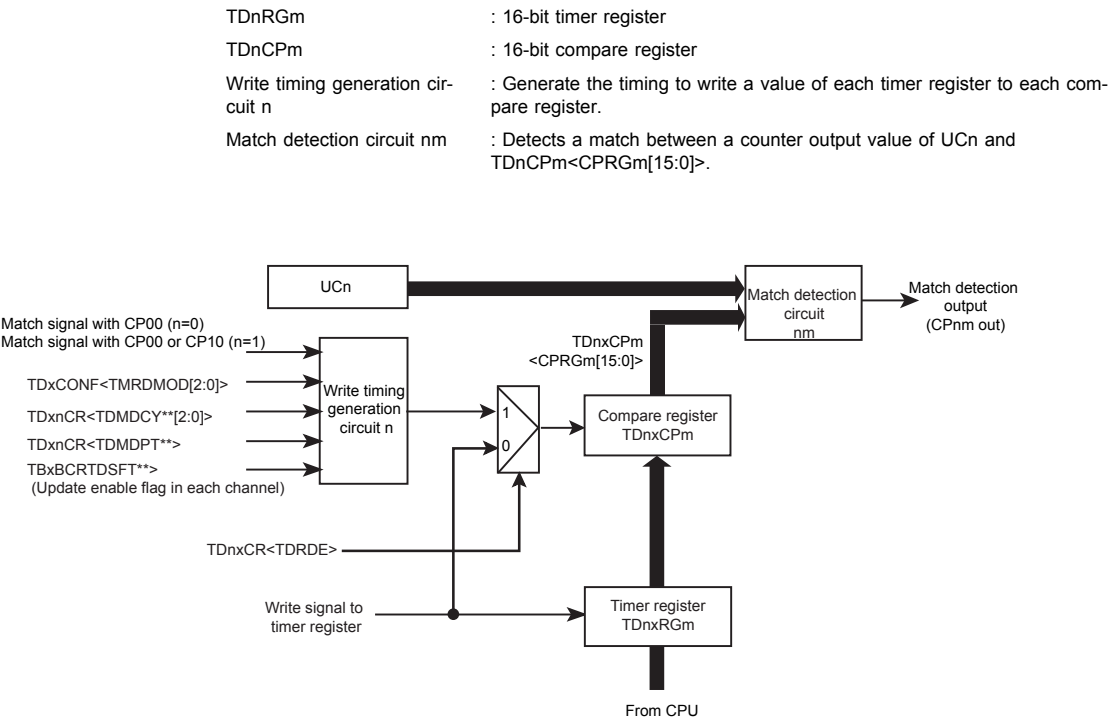 TDnRGm : 16-bit timer register
TDnCPm : 16-bit compare register
Write timing generation cir- : Generate the timing to write a value of each timer register to each com-
cuit n pare register.
Match detection circuit nm : Detects a match between a counter output value of UCn and
TDnCPm<CPRGm[15:0]>.
UCn
Match detection
circuit
nm
Match detection
output
(CPnm out)
Match signal with CP00 (n=0)
Match signal with CP00 or CP10 (n=1)
TDnxCPm
<CPRGm[15:0]>
TDxCONF<TMRDMOD[2:0]>
TDxnCR<TDMDCY**[2:0]>
TDxnCR<TDMDPT**>
TBxBCRTDSFT**>
(Update enable flag in each channel)
Write timing
generation
circuit n
1
0
Compare register
TDnxCPm
TDnxCR<TDRDE>
Write signal to
timer register
Timer register
TDnxRGm
From CPU